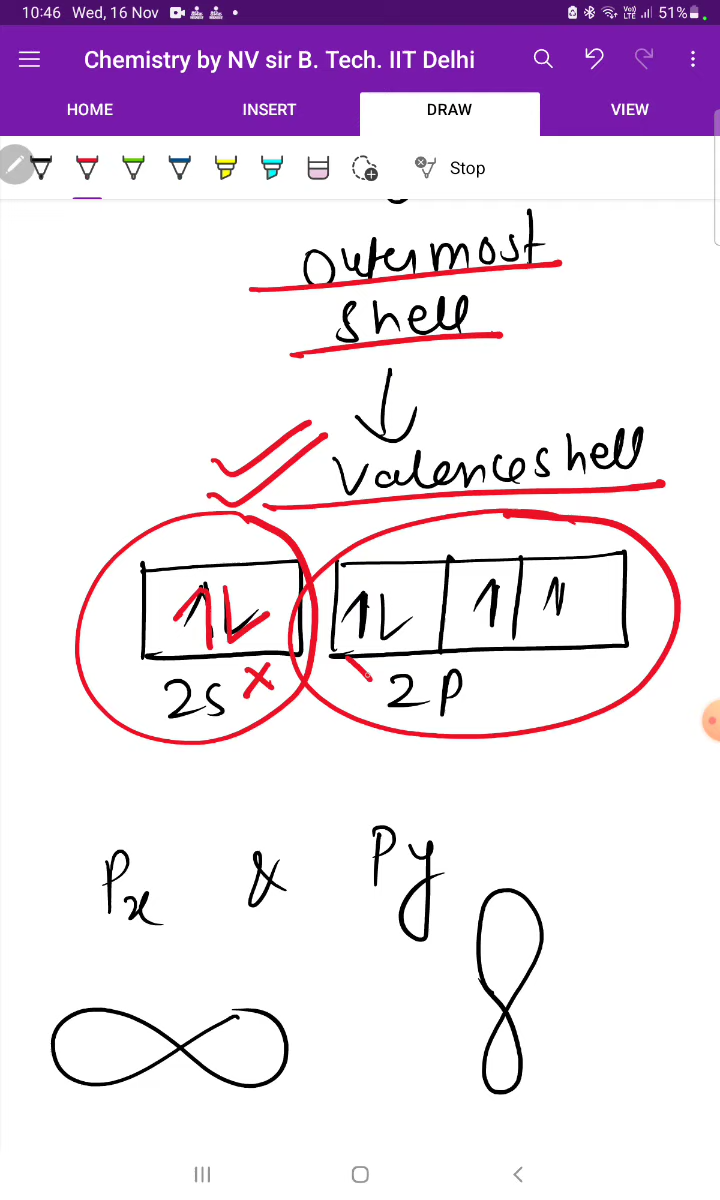 10:46 Wed, 16 Nov 51%
Chemistry by NV sir B. Tech. IIT Delhi
HOME INSERT DRAW VIEW
Stop
Outermost
shell
↓
Valence shell
2s x 2p
Px & Py